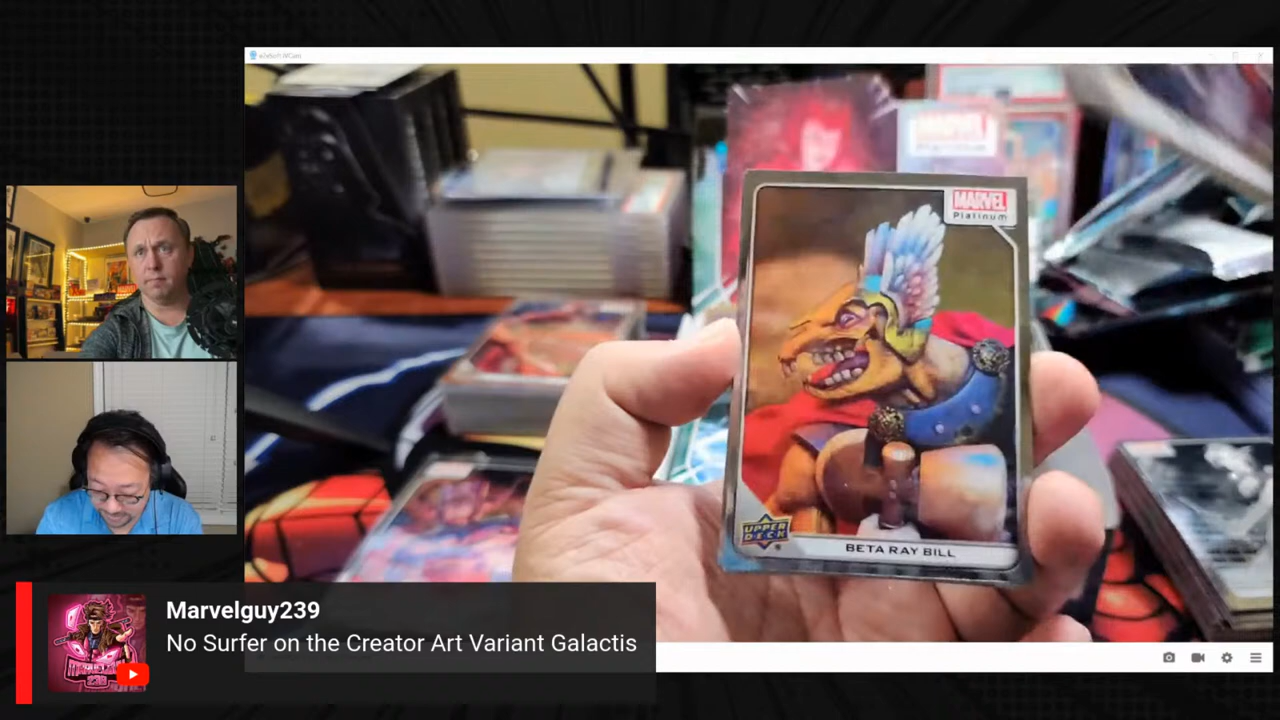 MARVEL
Platinum
UPPER
DECK
BETA RAY BILL
Marvelguy239
No Surfer on the Creator Art Variant Galactis